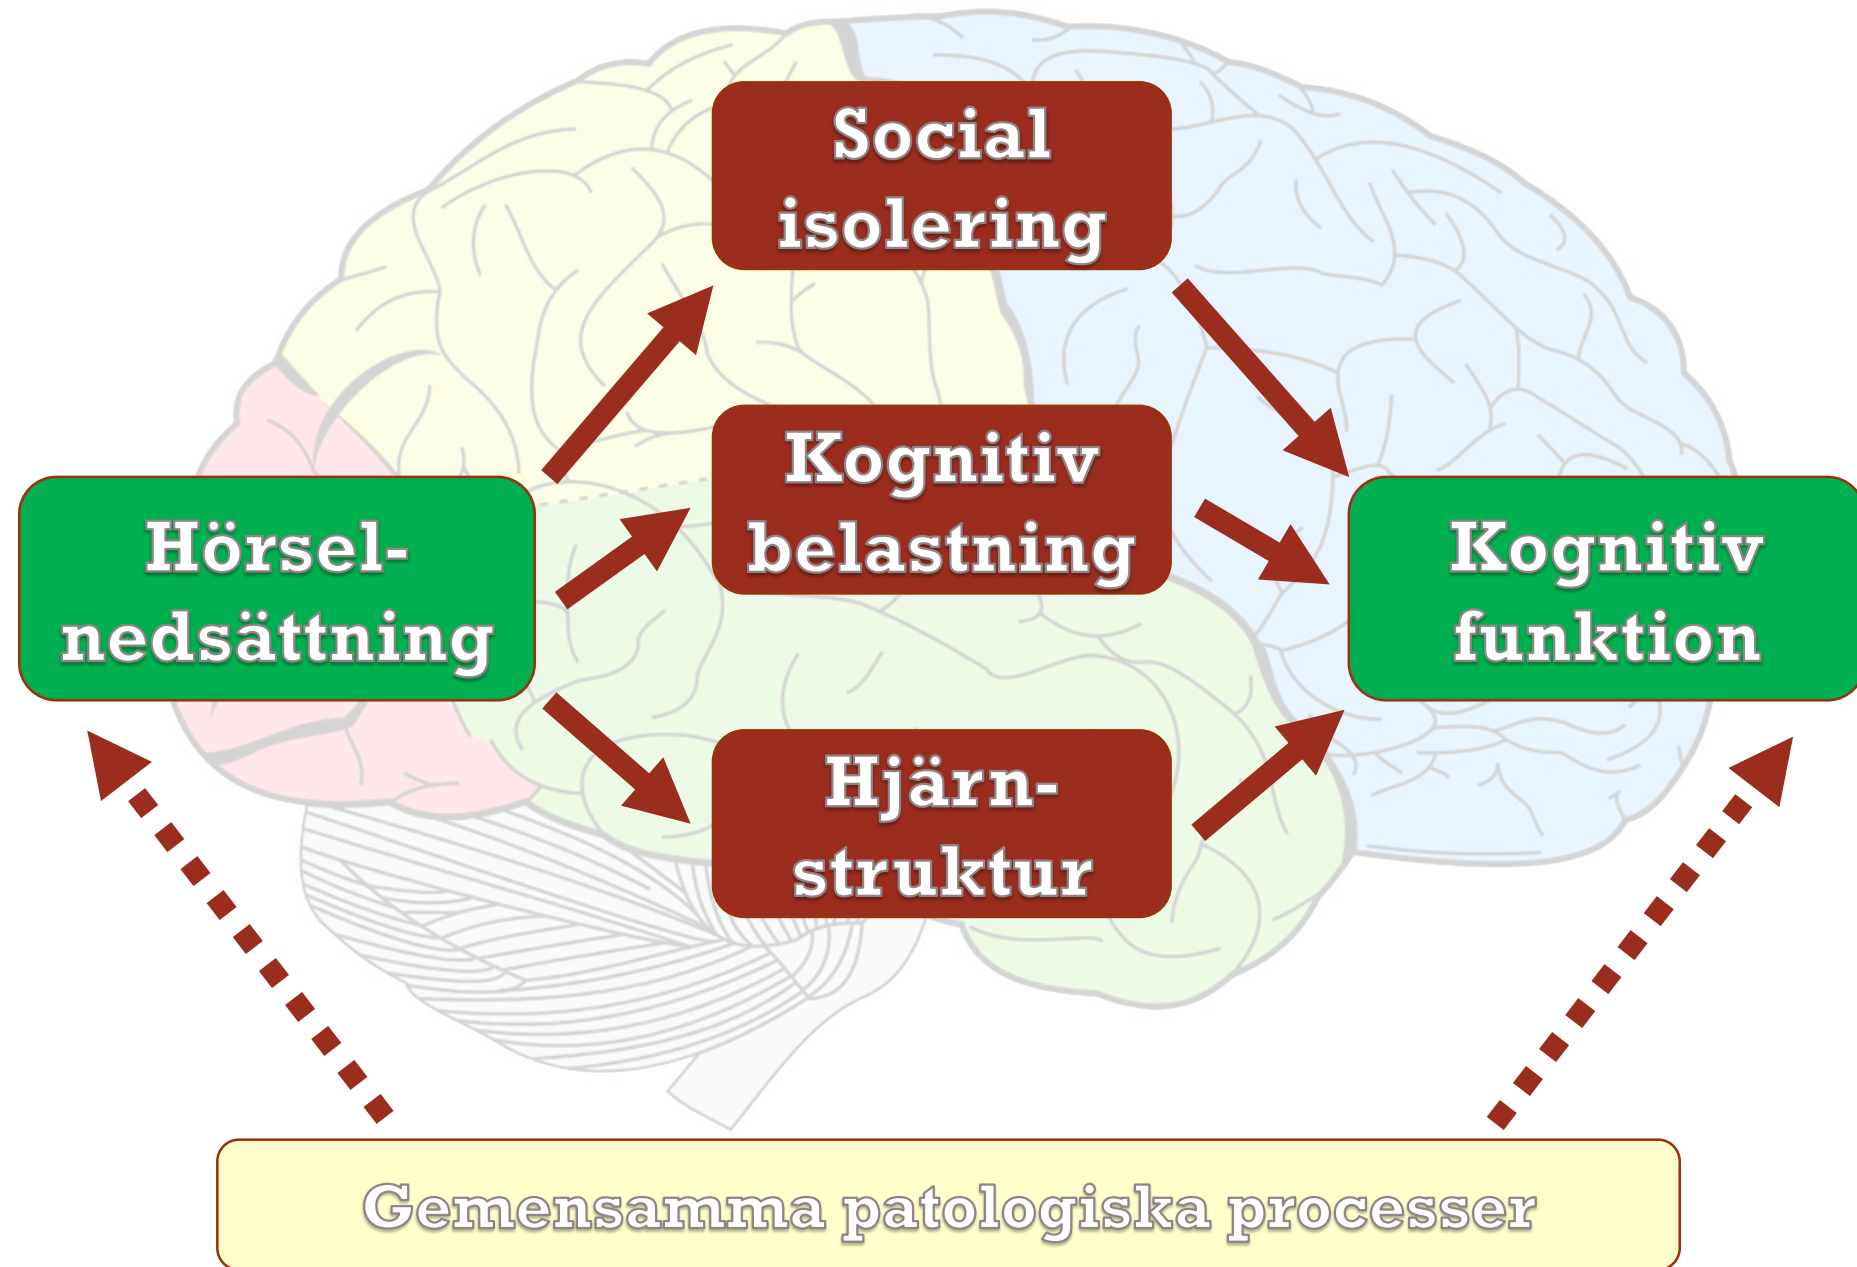 Social
isolering
Kognitiv
belastning
Hörsel-
nedsättning
Kognitiv
funktion
Hjärn-
struktur
Gemensamma patologiska processer